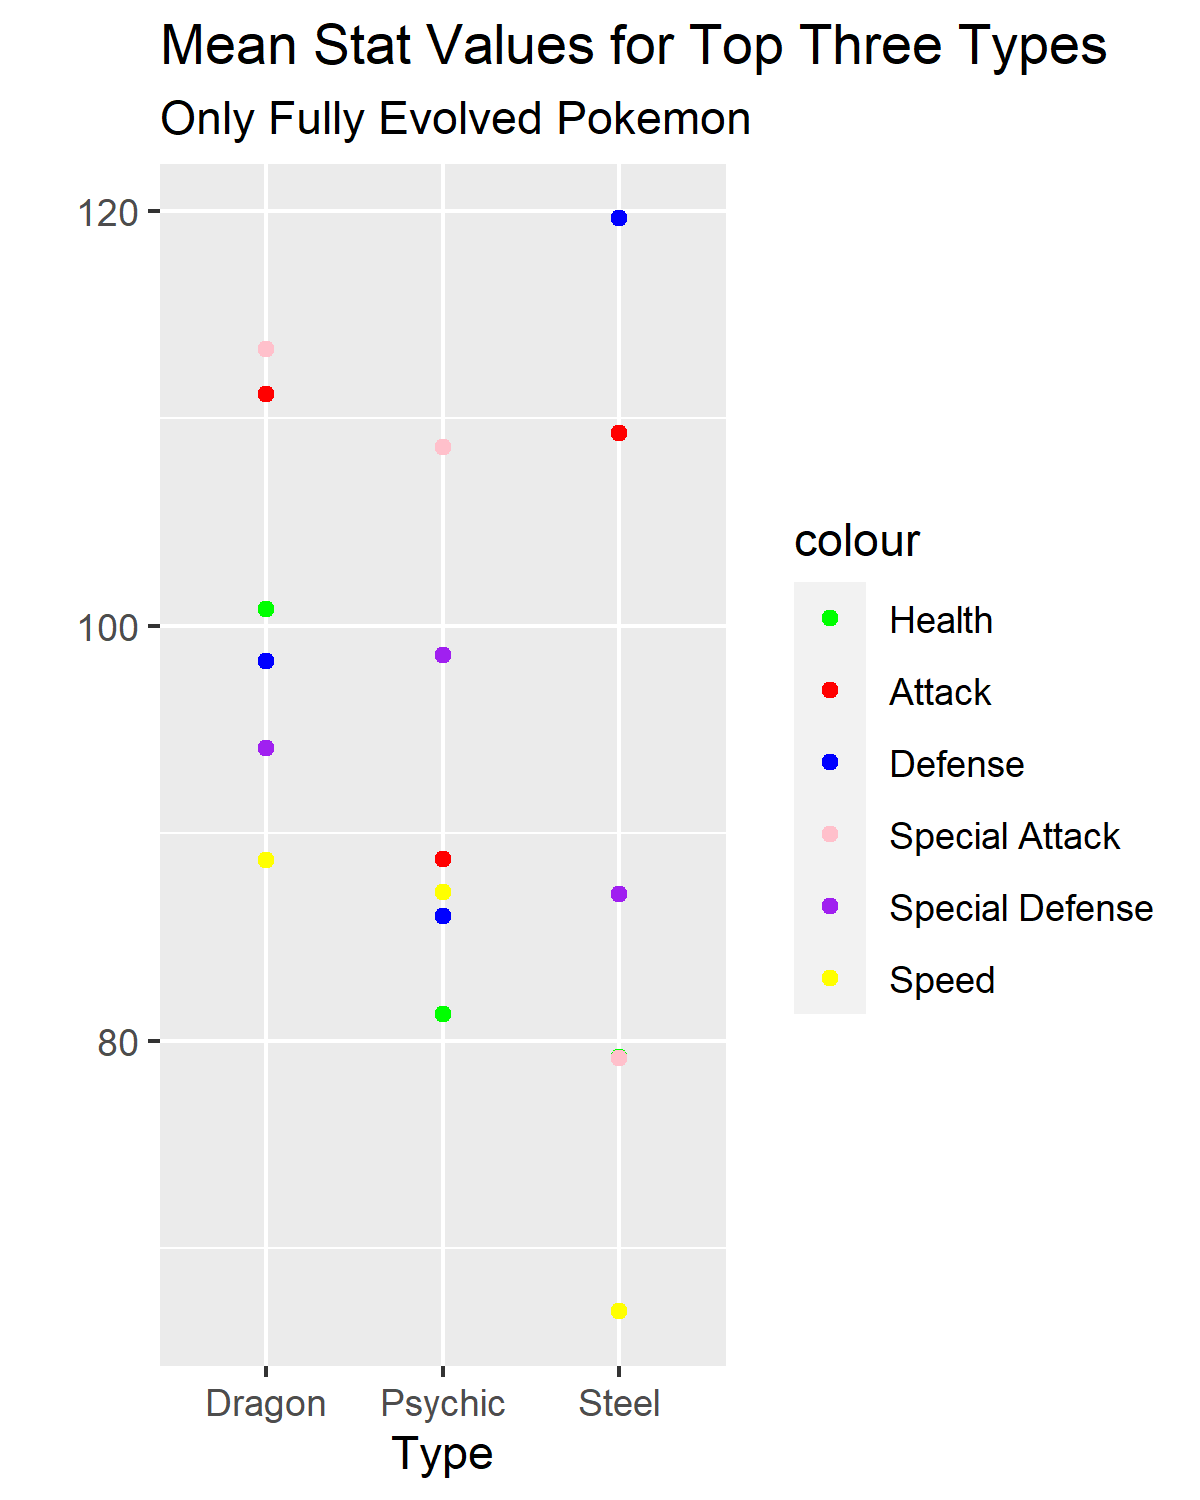 Mean Stat Values for Top Three Types
Only Fully Evolved Pokemon
120
100
80
Dragon Psychic Steel
Type
colour
Health
Attack
Defense
Special Attack
Special Defense
Speed